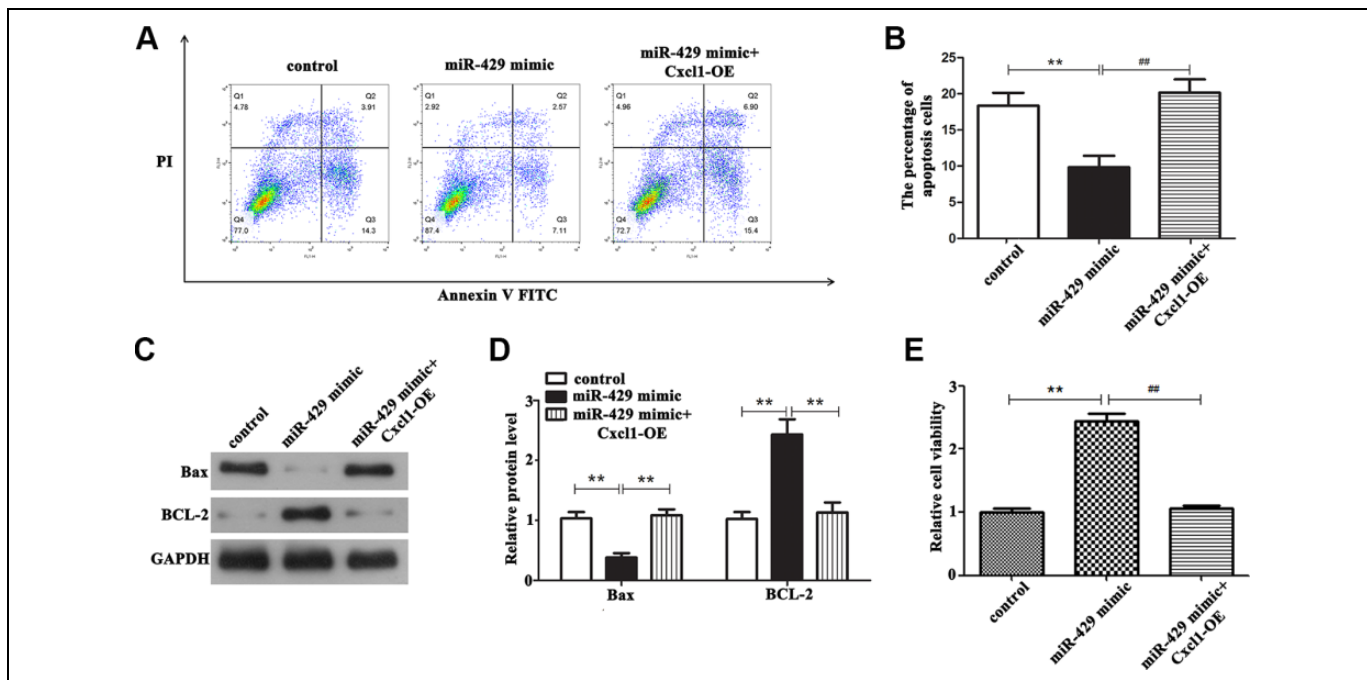 A
control
miR-429 mimic
miR-429 mimic+
Cxcl1-OE
PI
Q1
4.78
Q2
3.91
Q4
77.0
Q3
14.3
Q1
2.92
Q2
2.57
Q4
87.4
Q3
7.11
Q1
4.96
Q2
6.90
Q4
72.7
Q3
15.4
Annexin V FITC
B
The percentage of
apoptosis cells
25
20
15
10
5
0
**
##
control
miR-429 mimic
miR-429 mimic+
Cxcl1-OE
C
control
miR-429 mimic
miR-429 mimic+
Cxcl1-OE
Bax
BCL-2
GAPDH
D
control
miR-429 mimic
miR-429 mimic+
Cxcl1-OE
Relative protein level
3
2
1
0
** **
** **
Bax
BCL-2
E
Relative cell viability
3
2
1
0
**
##
control
miR-429 mimic
miR-429 mimic+
Cxcl1-OE